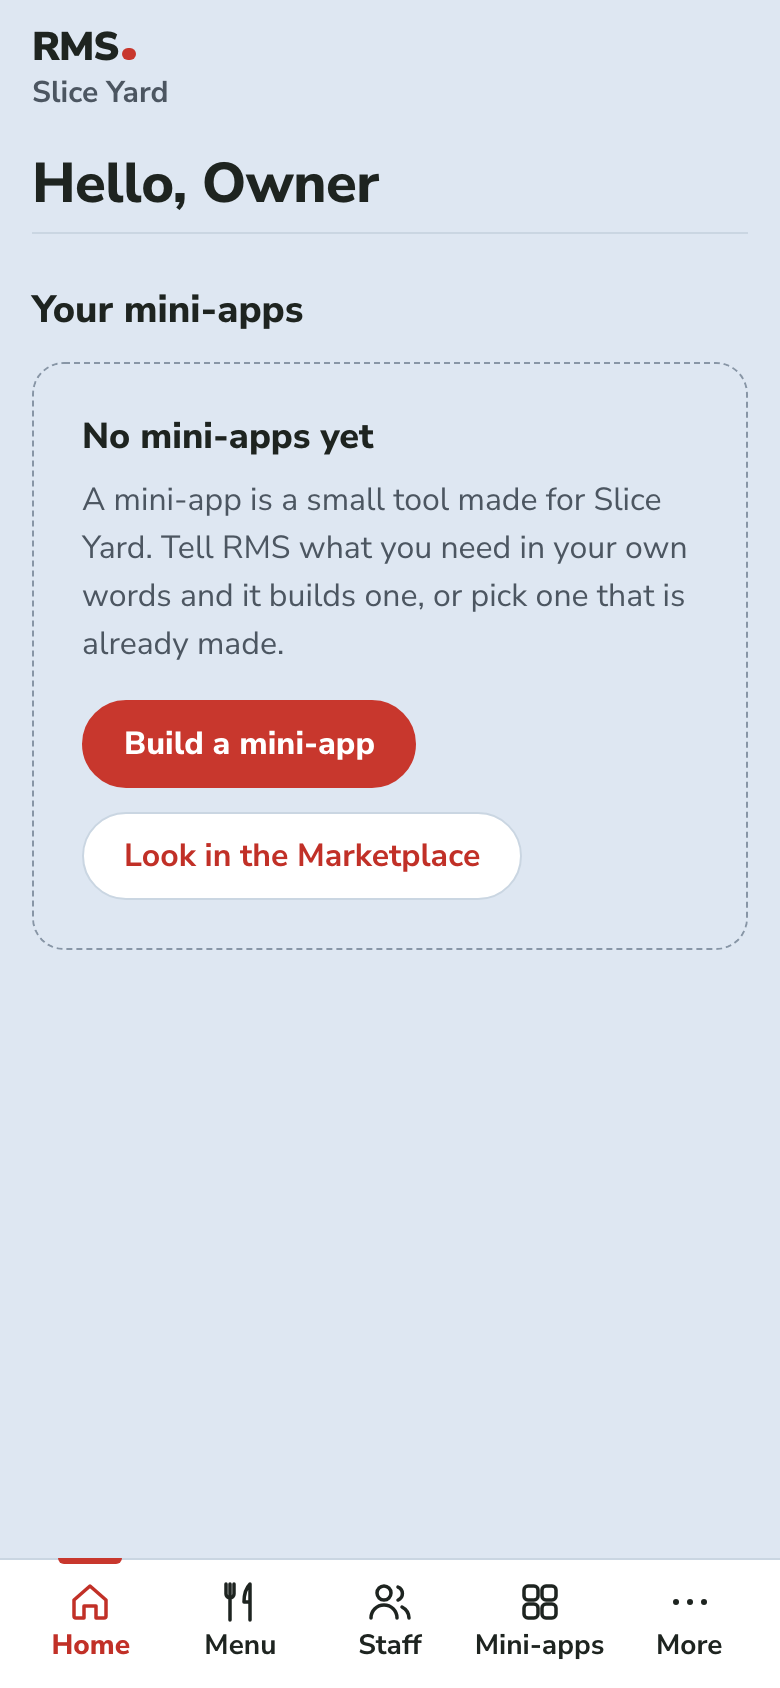 RMS.
Slice Yard
Hello, Owner
Your mini-apps
No mini-apps yet
A mini-app is a small tool made for Slice
Yard. Tell RMS what you need in your own
words and it builds one, or pick one that is
already made.
Build a mini-app
Look in the Marketplace
Home
Menu
Staff
Mini-apps
More